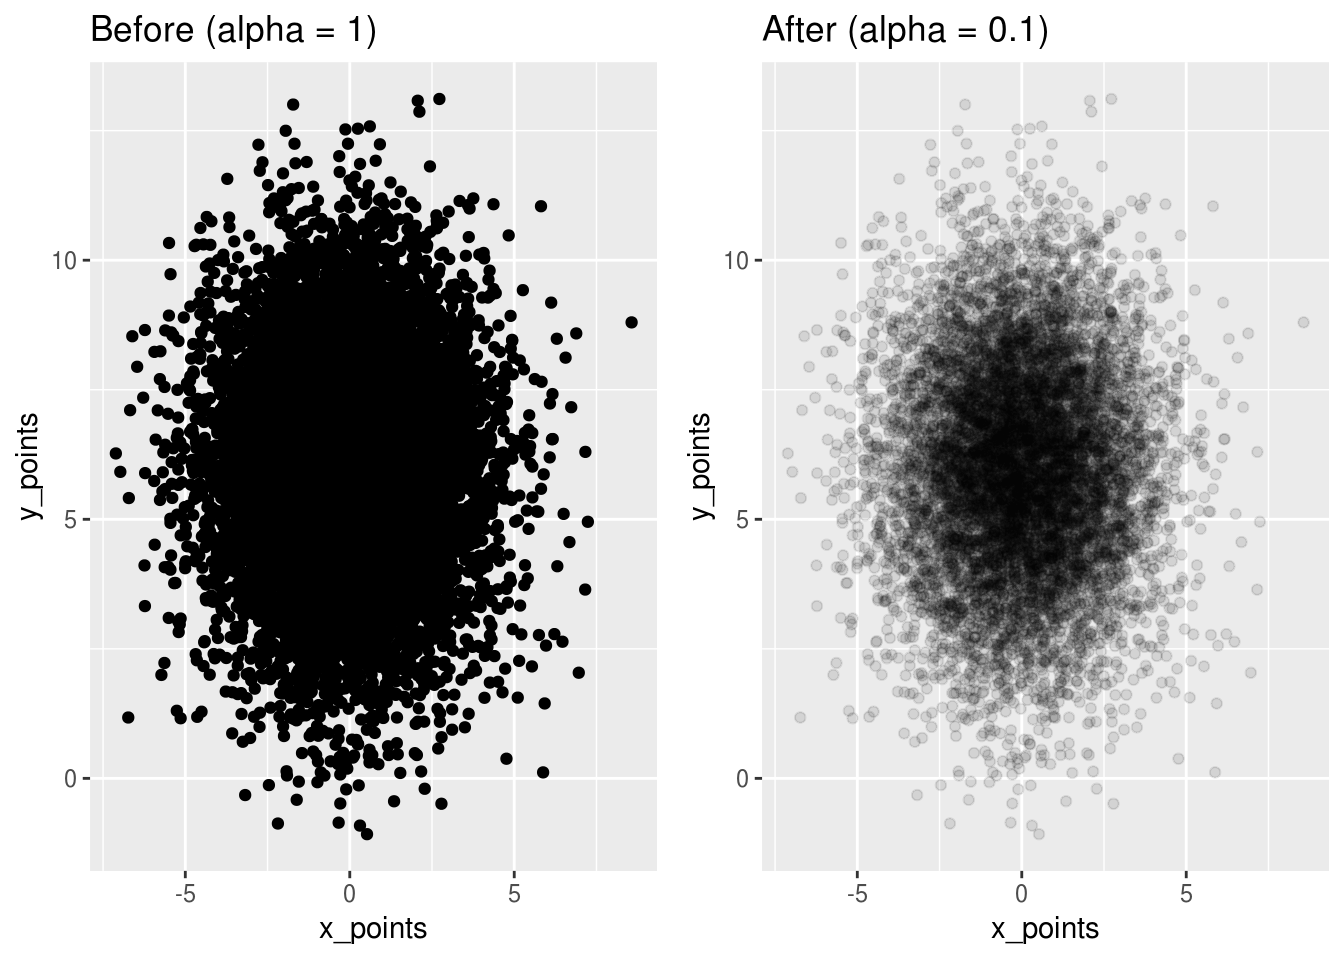 Before (alpha = 1)
y_points
10
5
0
-5 0 5
x_points
After (alpha = 0.1)
y_points
10
5
0
-5 0 5
x_points